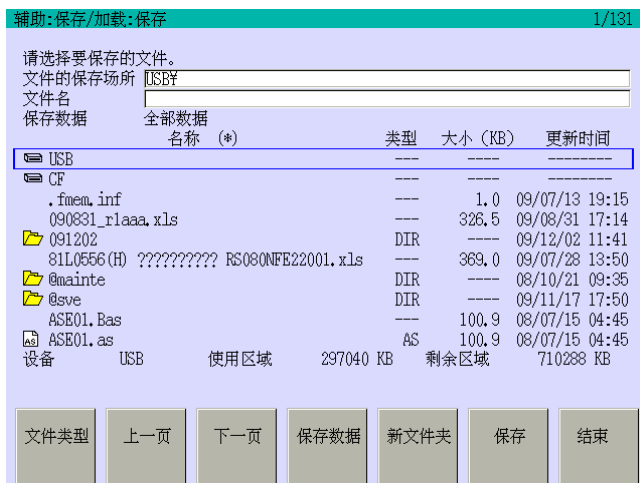 辅助:保存/加载:保存 1/131
请选择要保存的文件。
文件的保存场所 USB¥
文件名
保存数据 全部数据
名称 (*) 类型 大小 (KB) 更新时间
USB --- ---- --------
CF --- ---- --------
.fmem.inf --- 1.0 09/07/13 19:15
090831_r1aaa.xls --- 326.5 09/08/31 17:14
091202 DIR ---- 09/12/02 11:41
81L0556(H) ?????????? RS080NFE22001.xls --- 369.0 09/07/28 13:50
@mainte DIR ---- 08/10/21 09:35
@sve DIR ---- 09/11/17 17:50
ASE01.Bas --- 100.9 08/07/15 04:45
AS ASE01.as AS 100.9 08/07/15 04:45
设备 USB 使用区域 297040 KB 剩余区域 710288 KB
文件类型 上一页 下一页 保存数据 新文件夹 保存 结束